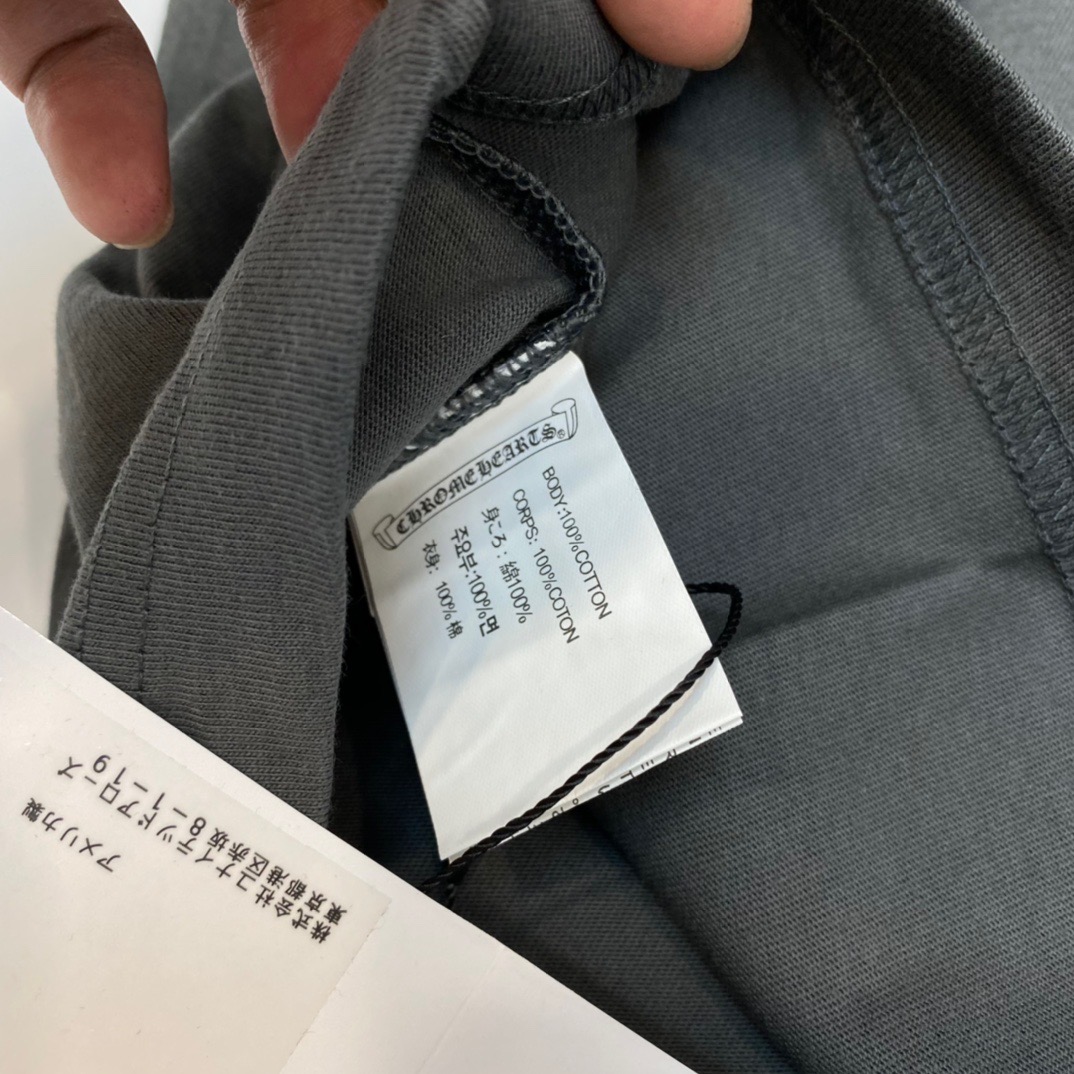 CHROME HEARTS®
BODY:100%COTTON
CORPS: 100%COTON
身ごろ : 綿100%
주요부:100%면
衣身: 100% 棉
アメリカ製
株式会社ユナイテッドアローズ
東京都港区赤坂8-1-19